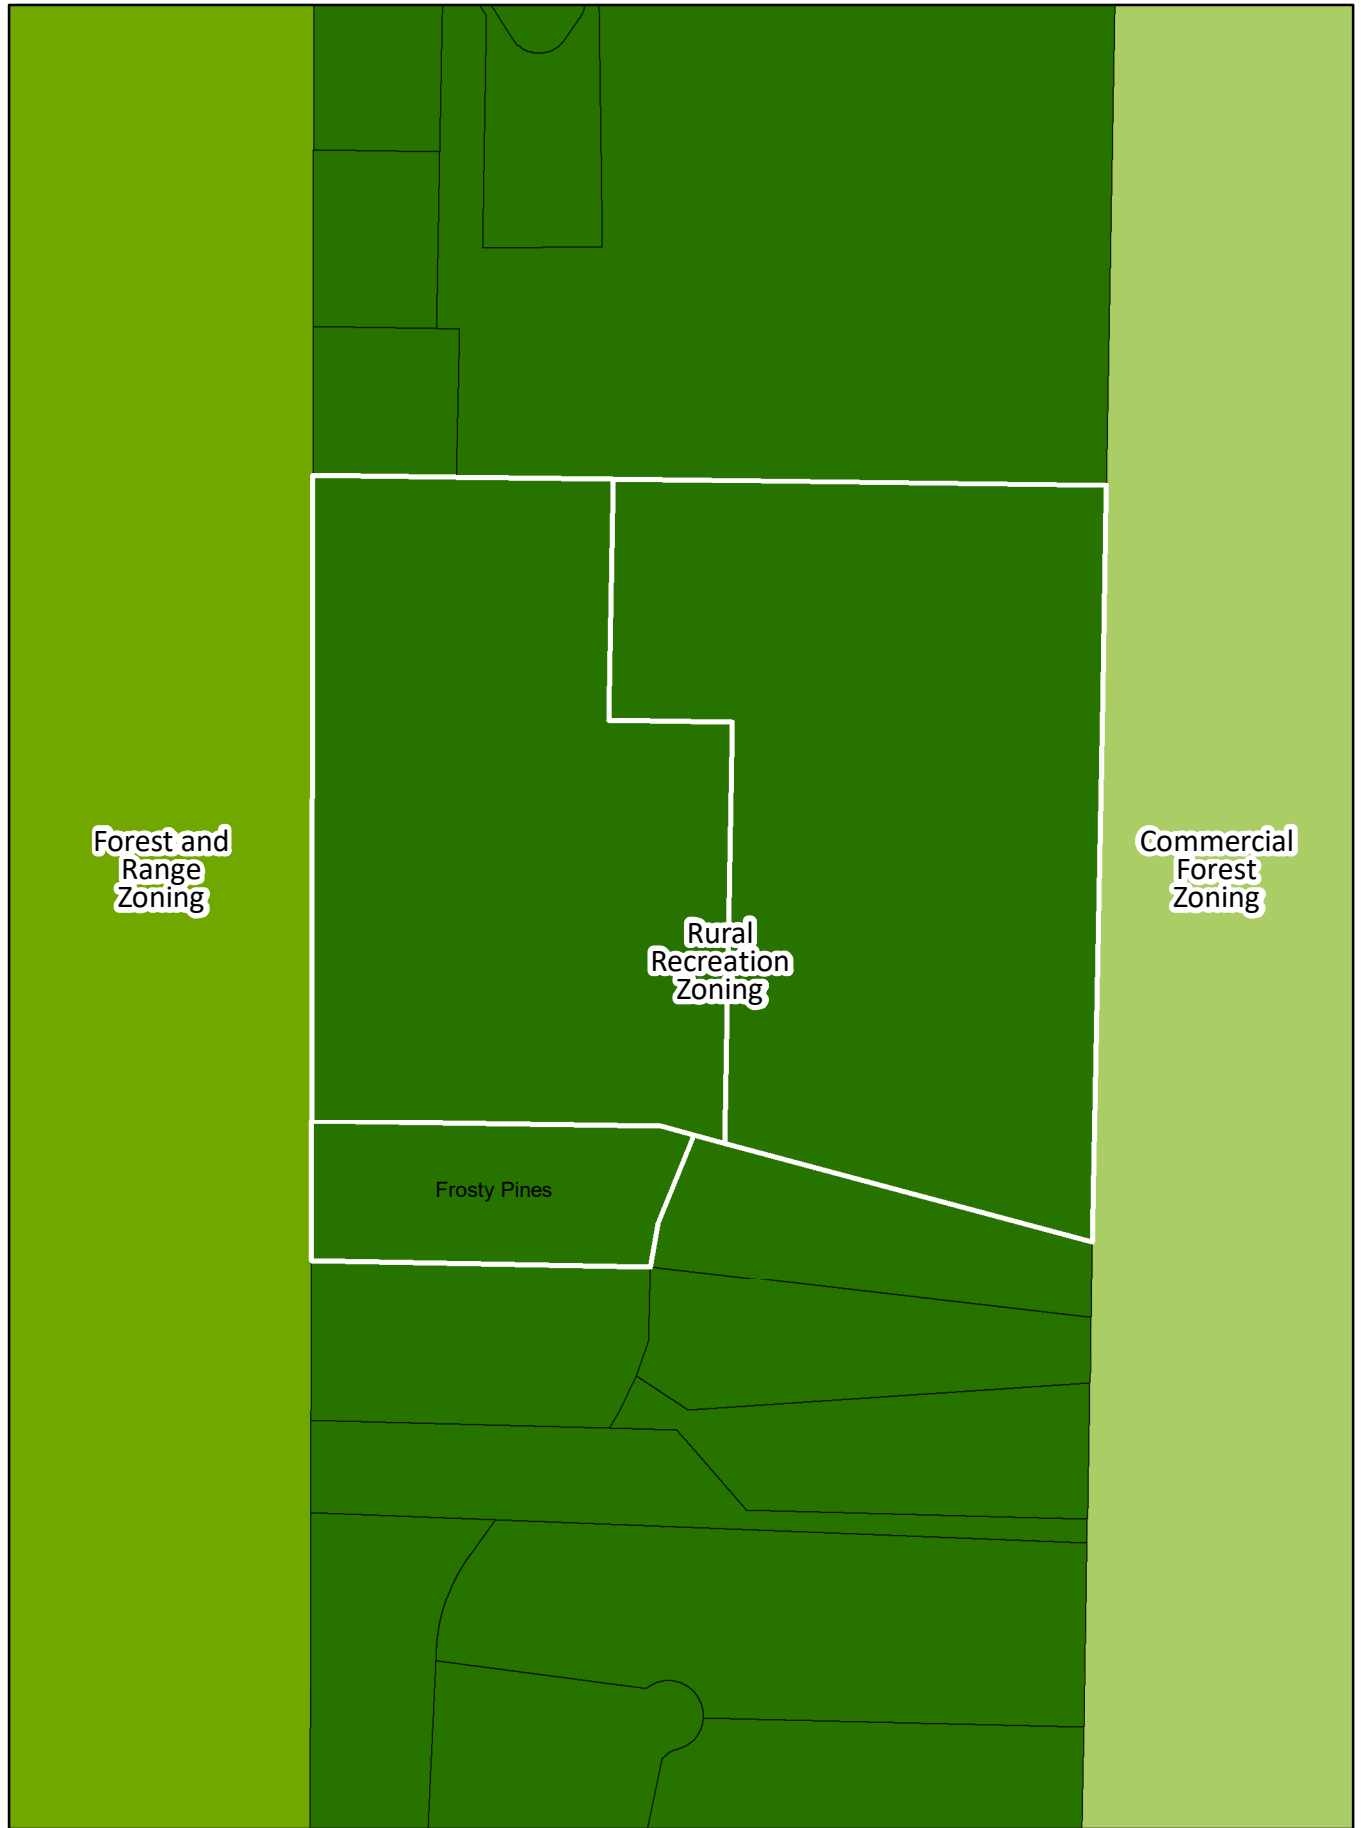 Forest and
Range
Zoning
Rural
Recreation
Zoning
Commercial
Forest
Zoning
Frosty Pines